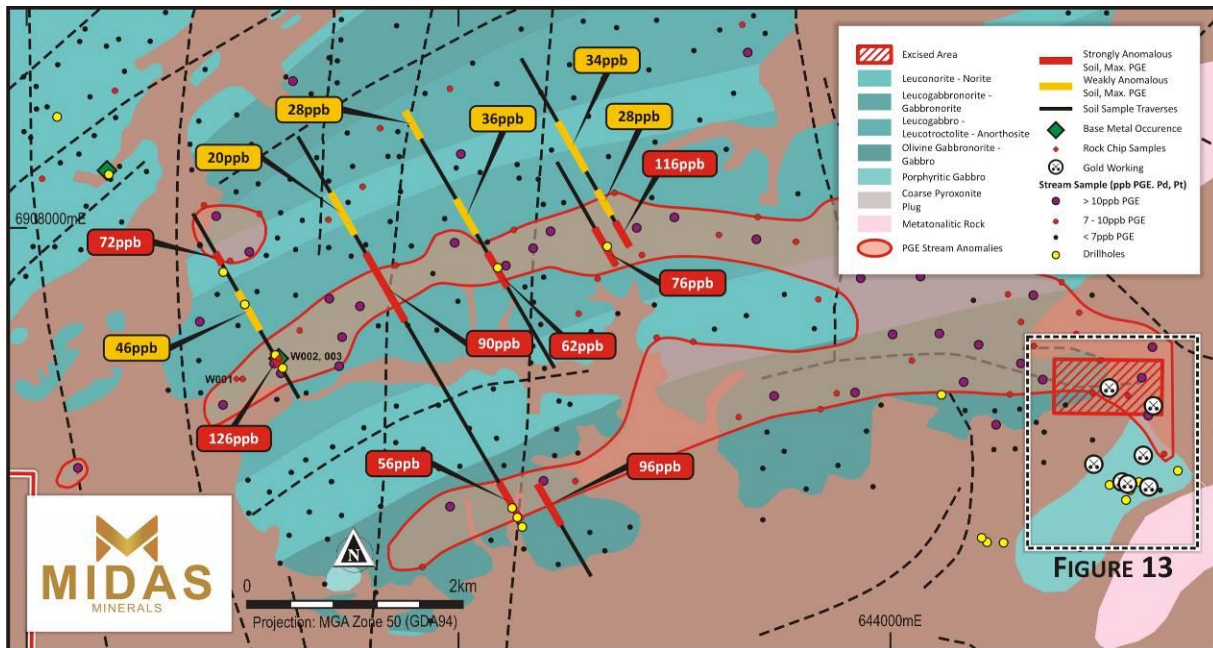 34ppb
28ppb
36ppb
28ppb
20ppb
116ppb
6908000mE
72ppb
76ppb
46ppb
90ppb
62ppb
W002, 003
W001
126ppb
56ppb
96ppb
Excised Area
Leuconorite - Norite
Leucogabbronorite -
Gabbronorite
Leucogabbro -
Leucotroctolite - Anorthosite
Olivine Gabbronorite -
Gabbro
Porphyritic Gabbro
Coarse Pyroxonite
Plug
Metatonalitic Rock
PGE Stream Anomalies
Strongly Anomalous
Soil, Max. PGE
Weakly Anomalous
Soil, Max. PGE
Soil Sample Traverses
Base Metal Occurence
Rock Chip Samples
Gold Working
Stream Sample (ppb PGE. Pd, Pt)
> 10ppb PGE
7 - 10ppb PGE
< 7ppb PGE
Drillholes
FIGURE 13
MIDAS
MINERALS
N
0
2km
Projection: MGA Zone 50 (GDA94)
644000mE